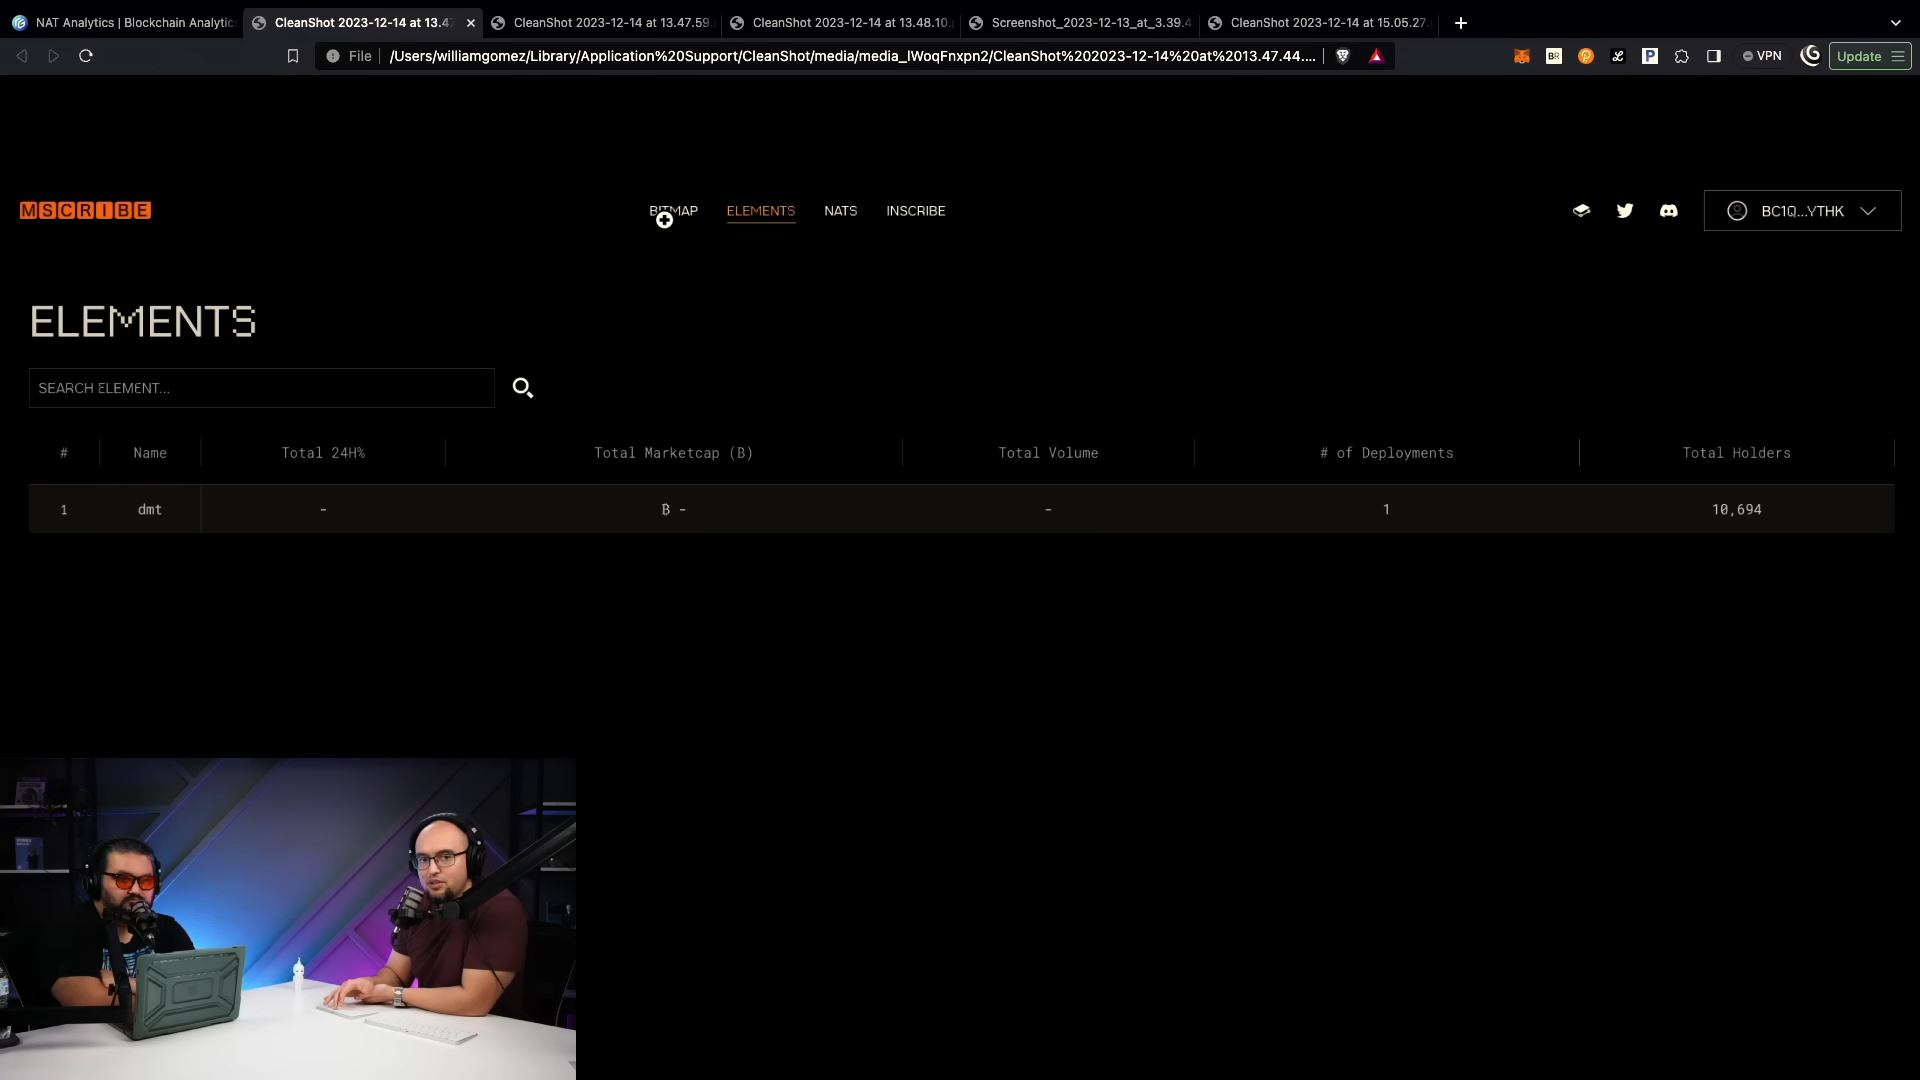 NAT Analytics | Blockchain Analytic
CleanShot 2023-12-14 at 13.47
CleanShot 2023-12-14 at 13.47.59.
CleanShot 2023-12-14 at 13.48.10.
Screenshot_2023-12-13_at_3.39.4
CleanShot 2023-12-14 at 15.05.27.
File
/Users/williamgomez/Library/Application%20Support/CleanShot/media/media_lWoqFnxpn2/CleanShot%202023-12-14%20at%2013.47.44....
BR
P
VPN
Update
MSCRIBE
BITMAP
ELEMENTS
NATS
INSCRIBE
BC1Q...YTHK
ELEMENTS
SEARCH ELEMENT...
# Name Total 24H% Total Marketcap (B) Total Volume # of Deployments Total Holders
1 dmt - B - - 1 10,694